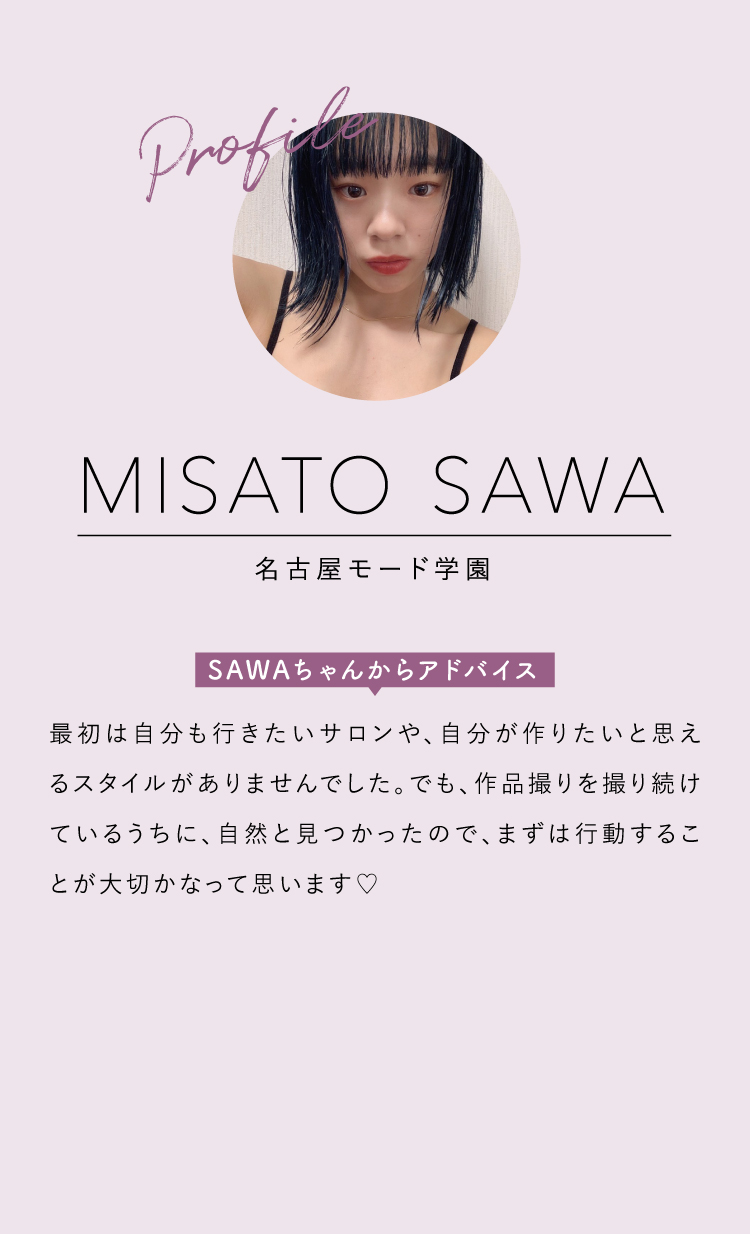 Profile
MISATO SAWA
名古屋モード学園
SAWAちゃんからアドバイス
最初は自分も行きたいサロンや、自分が作りたいと思え
るスタイルがありませんでした。でも、作品撮りを撮り続け
ているうちに、自然と見つかったので、まずは行動するこ
とが大切かなって思います♡